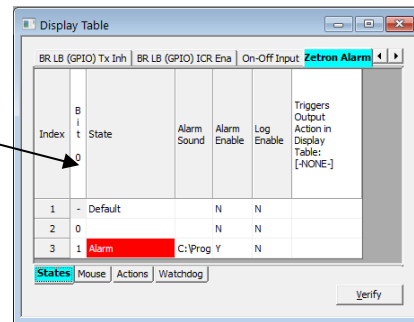 Display Table
BR LB (GPIO) Tx Inh BR LB (GPIO) ICR Ena On-Off Input Zetron Alarm
Index Bit 0 State Alarm Sound Alarm Enable Log Enable Triggers Output Action in Display Table: [-NONE-]
1 - Default N N
2 0 N N
3 1 Alarm C:\Prog Y N
States Mouse Actions Watchdog
Verify